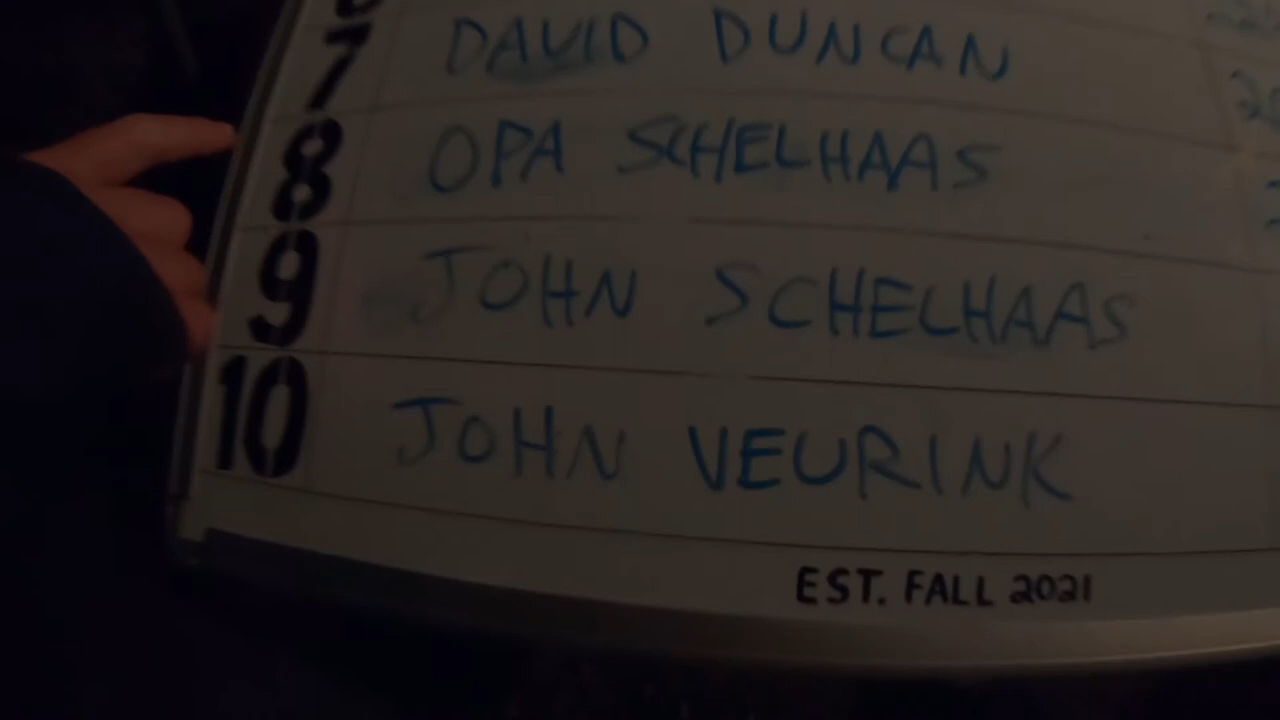 7 DAVID DUNCAN
8 OPA SCHELHAAS
9 JOHN SCHELHAAS
10 JOHN VEURINK
EST. FALL 2021